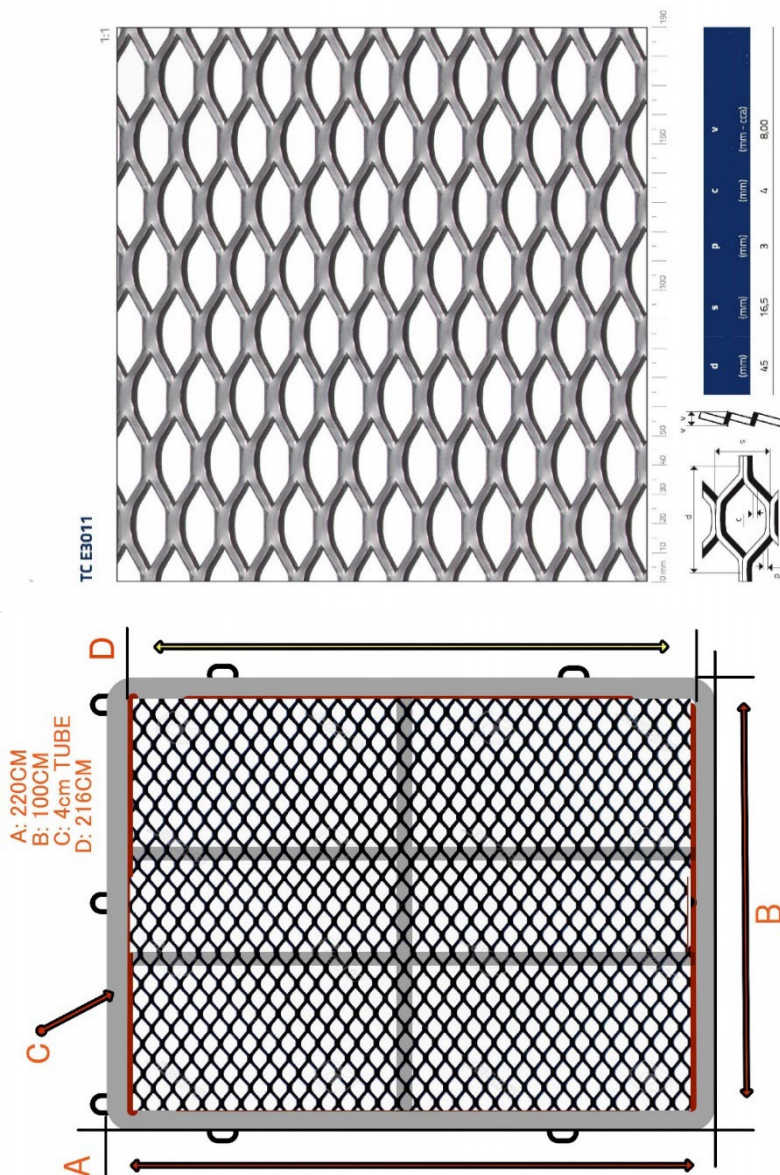 TC E3011
1:1
0 mm
10
20
30
40
50
100
150
190
d s p c v
(mm) (mm) (mm) (mm) (mm - cca)
45 16,5 3 4 8,00
d
c
s
p
v
v
A: 220CM
B: 100CM
C: 4cm TUBE
D: 216CM
A
B
C
D